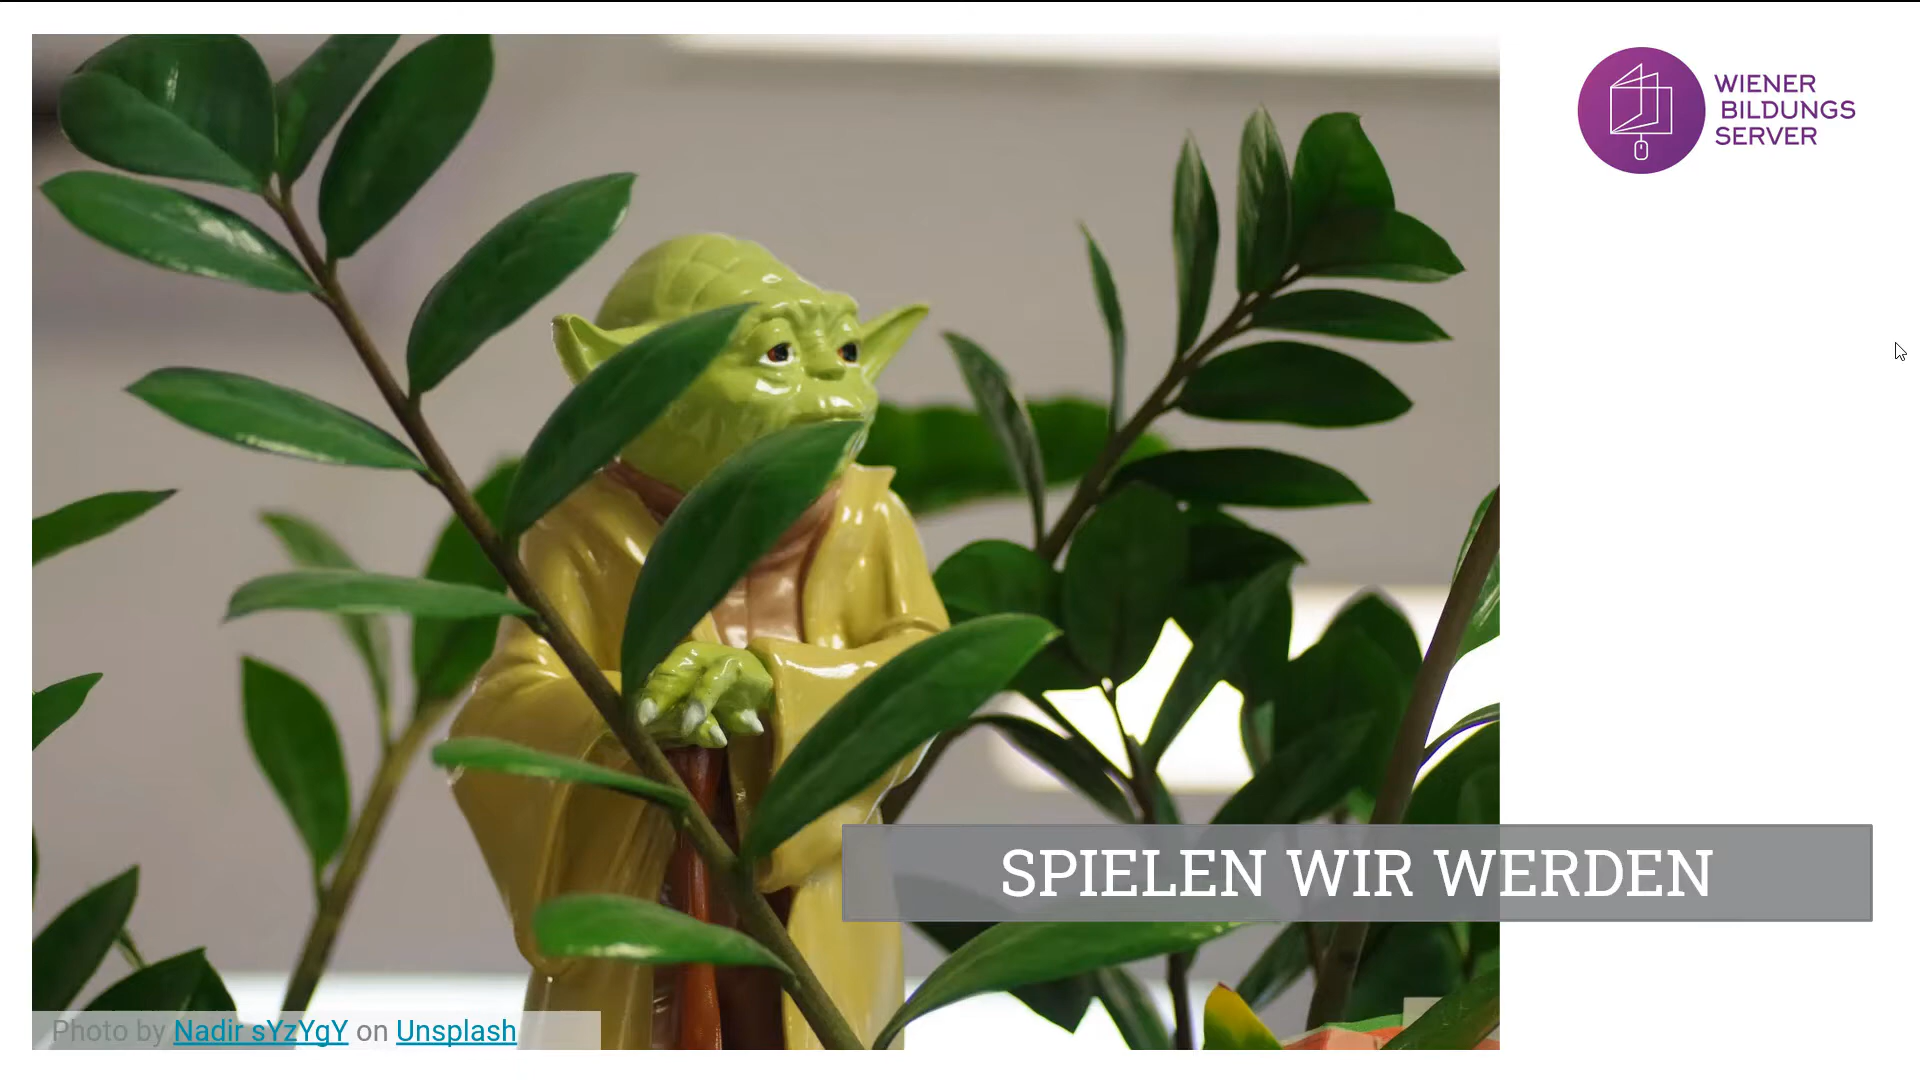 WIENER
BILDUNGS
SERVER
SPIELEN WIR WERDEN
Photo by Nadir sYzYgY on Unsplash